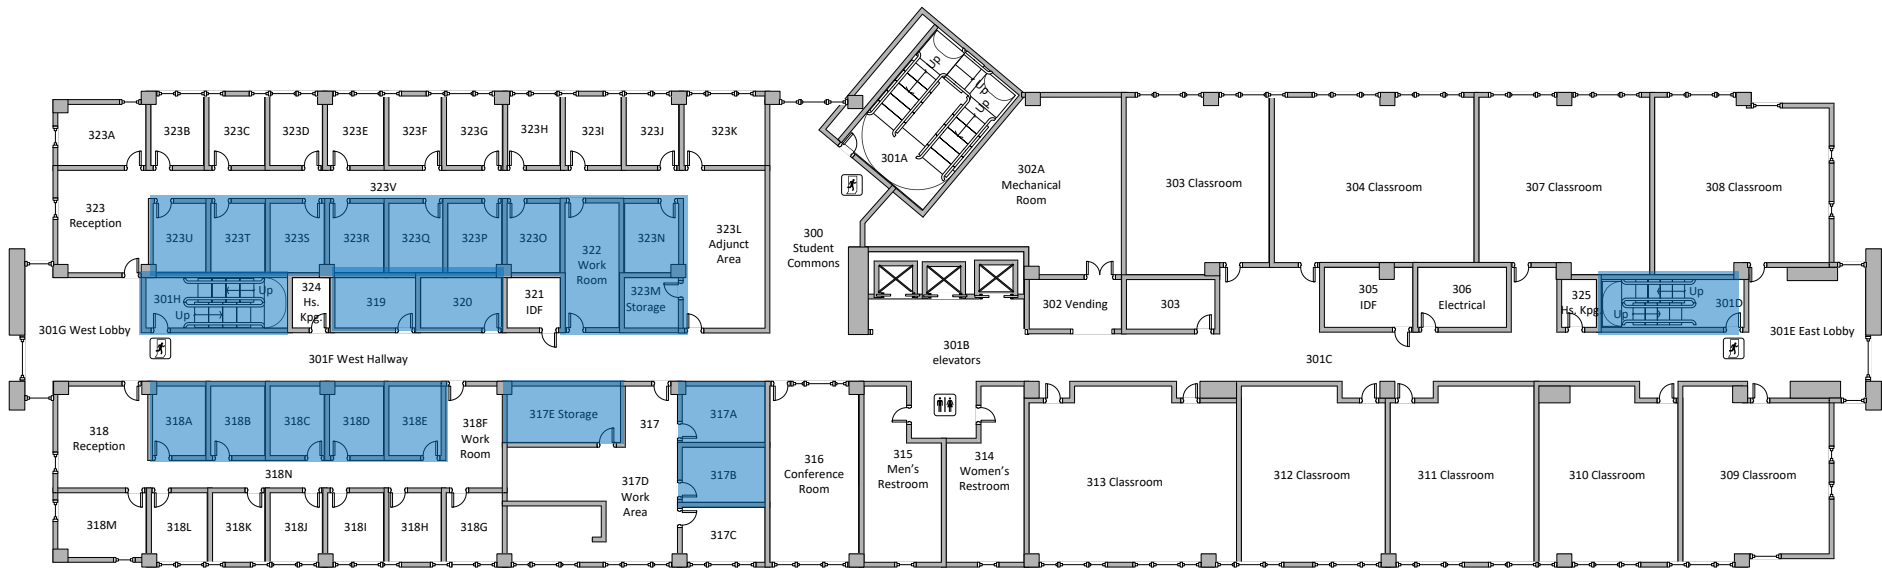 Up
Up
Up
301A
323A
323B
323C
323D
323E
323F
323G
323H
323I
323J
323K
302A
Mechanical
Room
303 Classroom
304 Classroom
307 Classroom
308 Classroom
323V
323
Reception
323U
323T
323S
323R
323Q
323P
323O
322
Work
Room
323N
323L
Adjunct
Area
300
Student
Commons
301H
Up
Up
324
Hs.
Kpg.
319
320
321
IDF
323M
Storage
302 Vending
303
305
IDF
306
Electrical
325
Hs. Kpg
Up
Up
301D
301G West Lobby
301E East Lobby
301F West Hallway
301B
elevators
301C
318
Reception
318A
318B
318C
318D
318E
318F
Work
Room
317E Storage
317
317A
317B
317D
Work
Area
316
Conference
Room
315
Men's
Restroom
314
Women's
Restroom
313 Classroom
312 Classroom
311 Classroom
310 Classroom
309 Classroom
318N
318M
318L
318K
318J
318I
318H
318G
317C